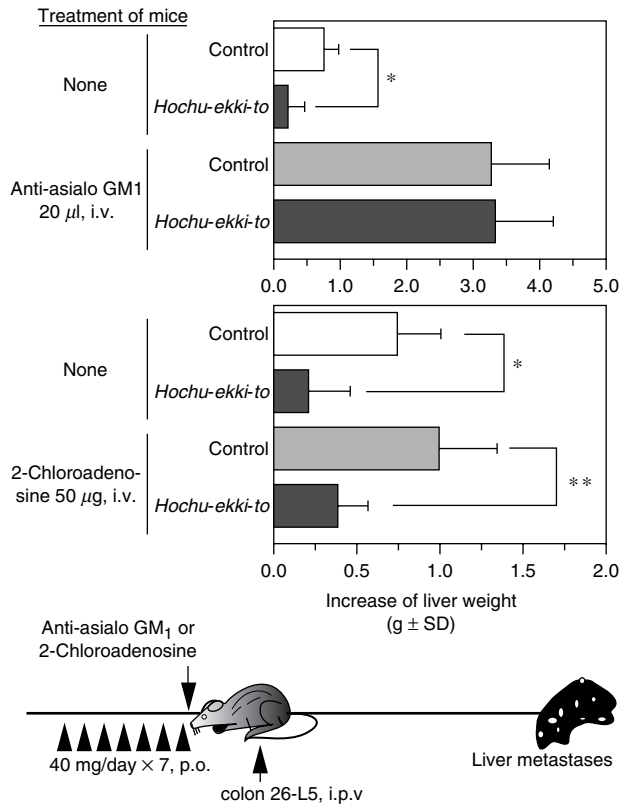 Treatment of mice
Control
None
Hochu-ekki-to
*
Control
Anti-asialo GM1
20 µl, i.v.
Hochu-ekki-to
0.0 1.0 2.0 3.0 4.0 5.0
Control
None
*
Hochu-ekki-to
Control
2-Chloroadeno-
sine 50 µg, i.v.
**
Hochu-ekki-to
0.0 0.5 1.0 1.5 2.0
Increase of liver weight
(g ± SD)
Anti-asialo GM1 or
2-Chloroadenosine
40 mg/day × 7, p.o.
Liver metastases
colon 26-L5, i.p.v